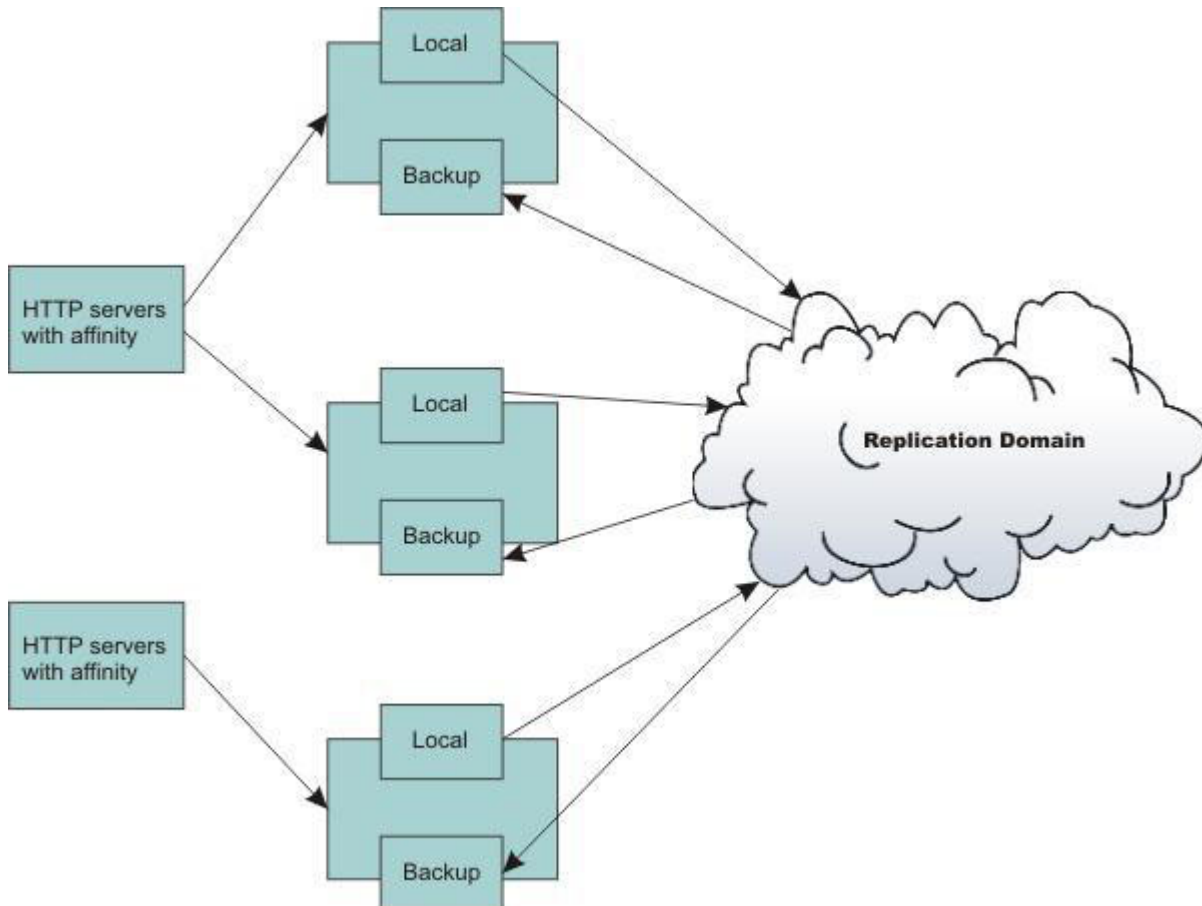 Local
Backup
HTTP servers
with affinity
Local
Replication Domain
Backup
HTTP servers
with affinity
Local
Backup